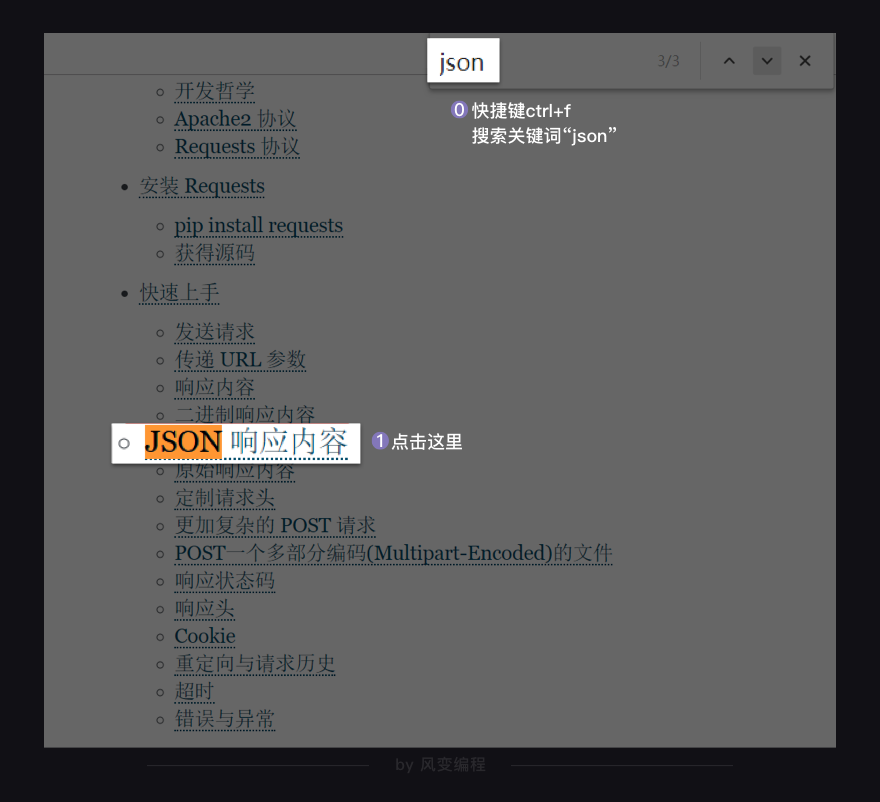 json
3/3
0 快捷键ctrl+f
搜索关键词“json”
开发哲学
Apache2 协议
Requests 协议
安装 Requests
pip install requests
获得源码
快速上手
发送请求
传递 URL 参数
响应内容
二进制响应内容
JSON 响应内容
1 点击这里
原始响应内容
定制请求头
更加复杂的 POST 请求
POST一个多部分编码(Multipart-Encoded)的文件
响应状态码
响应头
Cookie
重定向与请求历史
超时
错误与异常
by 风变编程